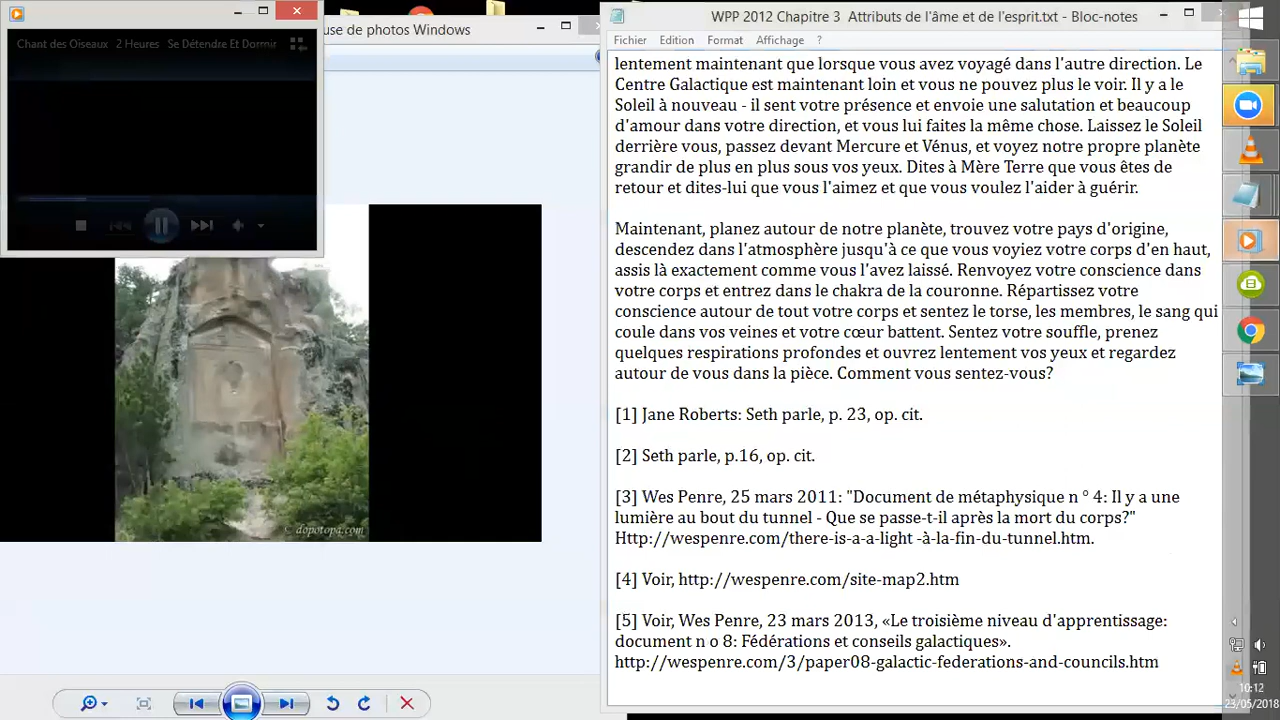 Chant des Oiseaux 2 Heures Se Détendre Et Dormir
use de photos Windows
WPP 2012 Chapitre 3 Attributs de l'âme et de l'esprit.txt - Bloc-notes
Fichier Edition Format Affichage ?
lentement maintenant que lorsque vous avez voyagé dans l'autre direction. Le
Centre Galactique est maintenant loin et vous ne pouvez plus le voir. Il y a le
Soleil à nouveau - il sent votre présence et envoie une salutation et beaucoup
d'amour dans votre direction, et vous lui faites la même chose. Laissez le Soleil
derrière vous, passez devant Mercure et Vénus, et voyez notre propre planète
grandir de plus en plus sous vos yeux. Dites à Mère Terre que vous êtes de
retour et dites-lui que vous l'aimez et que vous voulez l'aider à guérir.
Maintenant, planez autour de notre planète, trouvez votre pays d'origine,
descendez dans l'atmosphère jusqu'à ce que vous voyiez votre corps d'en haut,
assis là exactement comme vous l'avez laissé. Renvoyez votre conscience dans
votre corps et entrez dans le chakra de la couronne. Répartissez votre
conscience autour de tout votre corps et sentez le torse, les membres, le sang qui
coule dans vos veines et votre cœur battent. Sentez votre souffle, prenez
quelques respirations profondes et ouvrez lentement vos yeux et regardez
autour de vous dans la pièce. Comment vous sentez-vous?
[1] Jane Roberts: Seth parle, p. 23, op. cit.
[2] Seth parle, p.16, op. cit.
[3] Wes Penre, 25 mars 2011: "Document de métaphysique n ° 4: Il y a une
lumière au bout du tunnel - Que se passe-t-il après la mort du corps?"
Http://wespenre.com/there-is-a-a-light -à-la-fin-du-tunnel.htm.
[4] Voir, http://wespenre.com/site-map2.htm
[5] Voir, Wes Penre, 23 mars 2013, «Le troisième niveau d'apprentissage:
document n o 8: Fédérations et conseils galactiques».
http://wespenre.com/3/paper08-galactic-federations-and-councils.htm
© dopotopa.com
10:12
23/05/2018